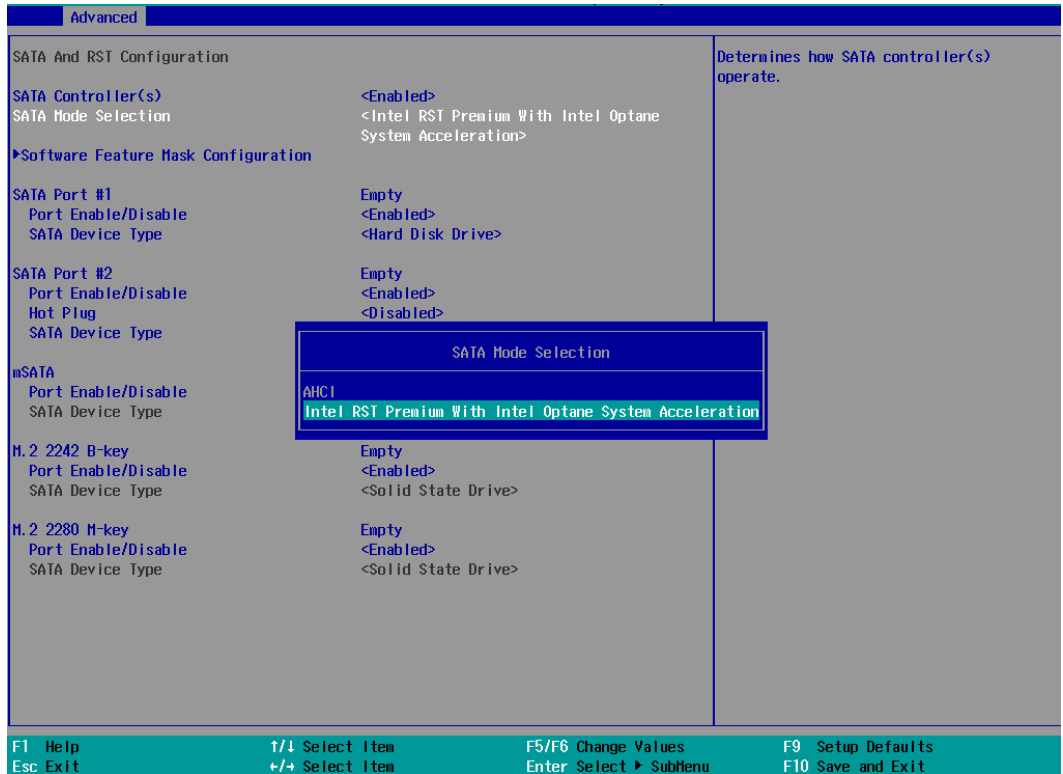 Advanced
SATA And RST Configuration
Determines how SATA controller(s)
operate.
SATA Controller(s) <Enabled>
SATA Mode Selection <Intel RST Premium With Intel Optane
System Acceleration>
▶Software Feature Mask Configuration
SATA Port #1 Empty
Port Enable/Disable <Enabled>
SATA Device Type <Hard Disk Drive>
SATA Port #2 Empty
Port Enable/Disable <Enabled>
Hot Plug <Disabled>
SATA Device Type
mSATA
Port Enable/Disable
SATA Device Type
SATA Mode Selection
AHCI
Intel RST Premium With Intel Optane System Acceleration
M.2 2242 B-key Empty
Port Enable/Disable <Enabled>
SATA Device Type <Solid State Drive>
M.2 2280 M-key Empty
Port Enable/Disable <Enabled>
SATA Device Type <Solid State Drive>
F1 Help ↑/↓ Select Item F5/F6 Change Values F9 Setup Defaults
Esc Exit ←/→ Select Item Enter Select ▶ SubMenu F10 Save and Exit